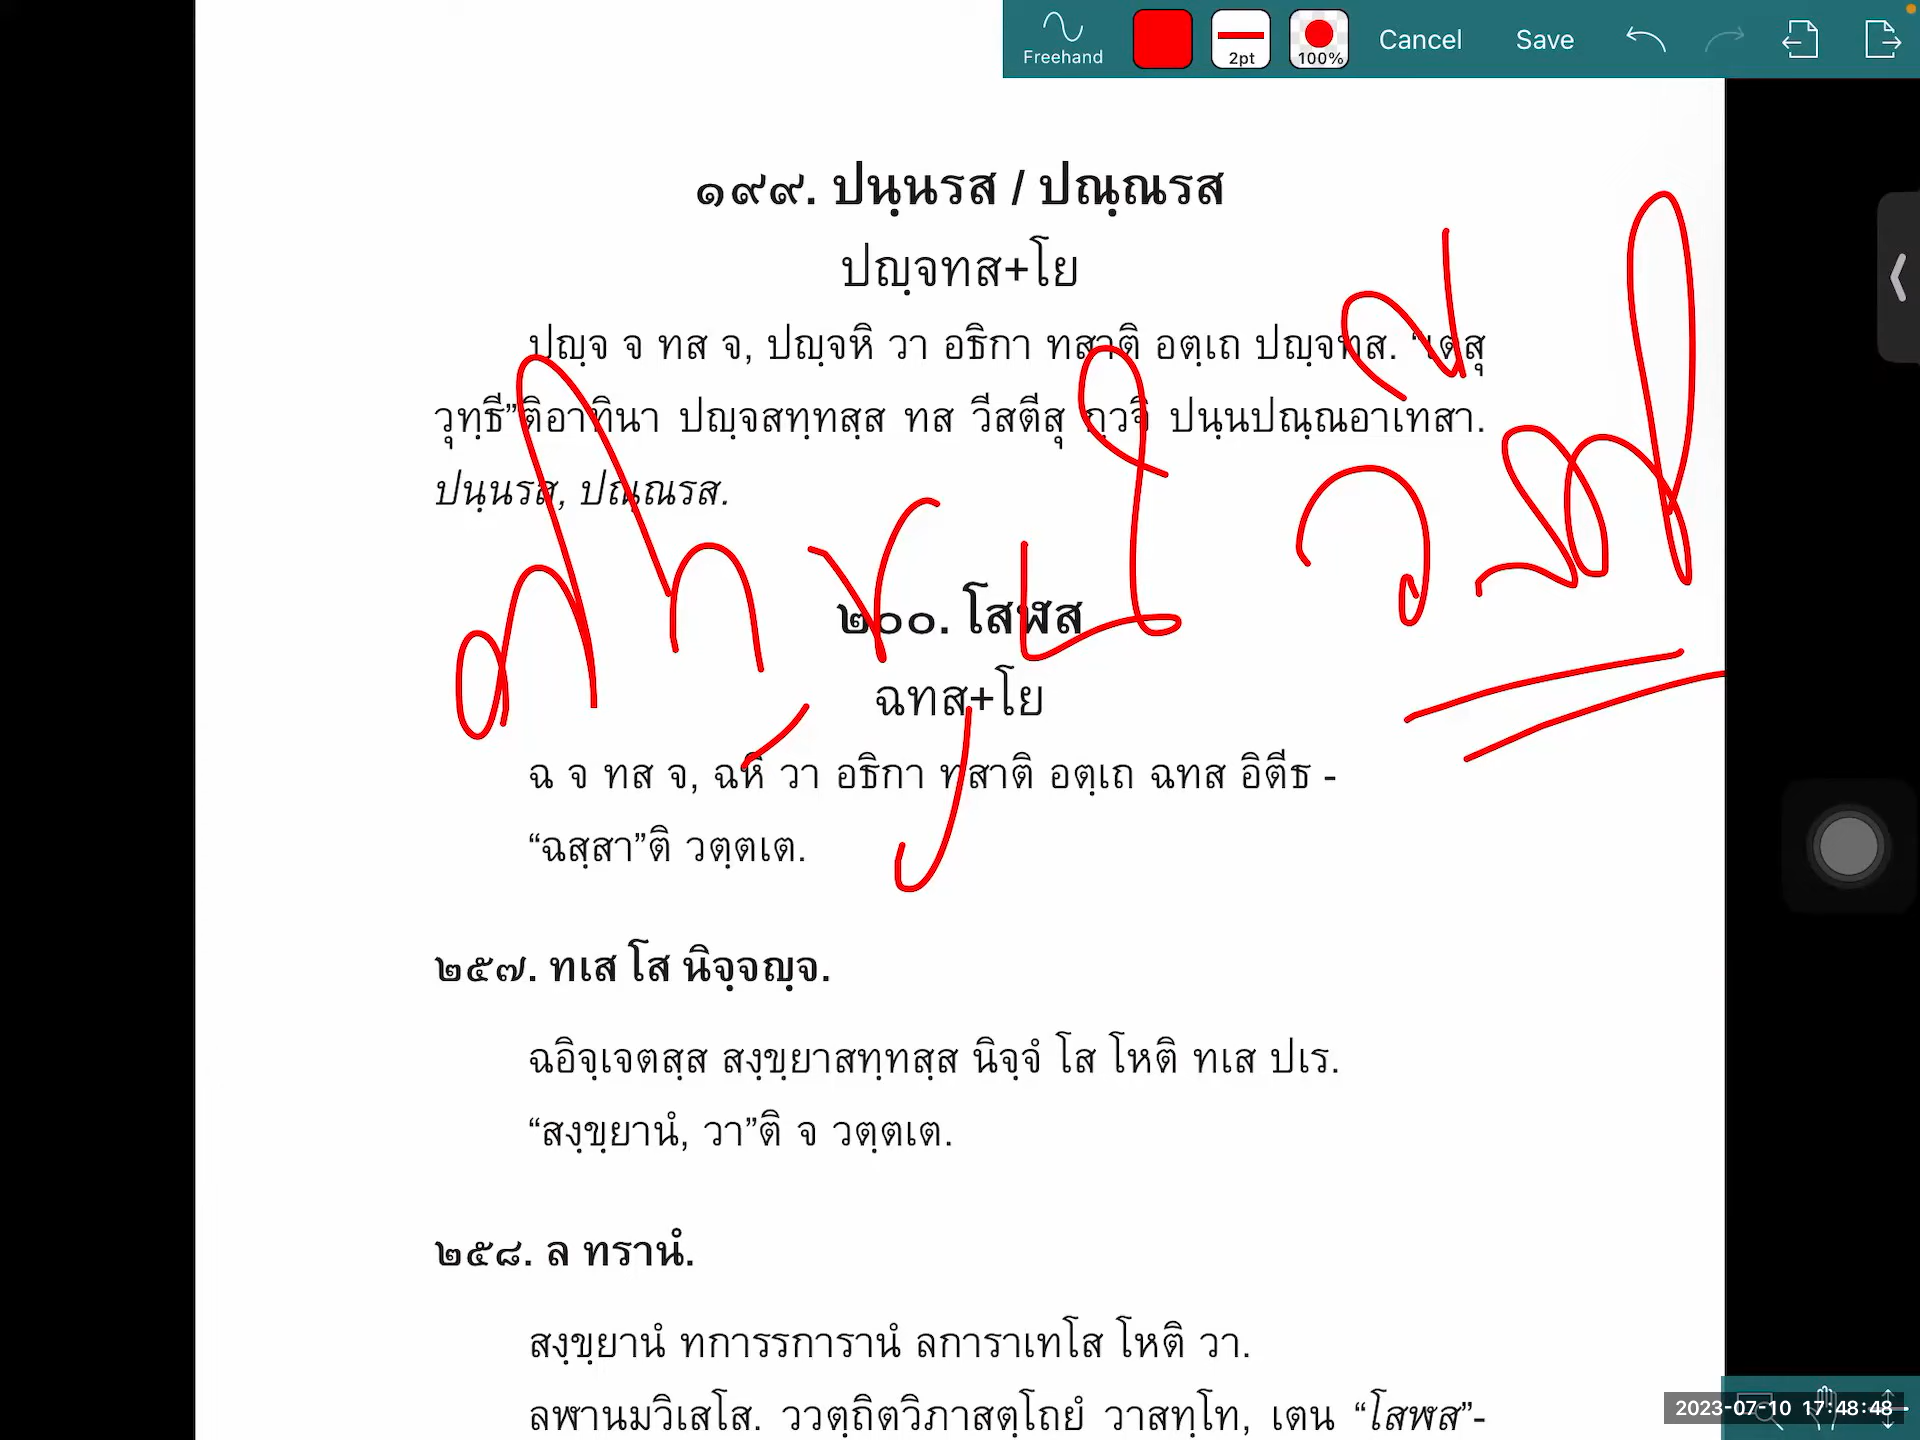 Freehand 2pt 100% Cancel Save
๑๙๙. ปนฺนรส / ปณฺณรส
ปญฺจทส+โย
ปญฺจ จ ทส จ, ปญฺจหิ วา อธิกา ทสาติ อตฺเถ ปญฺจทส. “เตสุ
วุทฺธี”ติอาทินา ปญฺจสทฺทสฺส ทส วีสตีสุ กฺวจิ ปนฺนปณฺณอาเทสา.
ปนฺนรส, ปณฺณรส.
๒๐๐. โสฬส
ฉทส+โย
ฉ จ ทส จ, ฉหิ วา อธิกา ทสาติ อตฺเถ ฉทส อิตีธ -
“ฉสฺสา”ติ วตฺตเต.
๒๕๗. ทเส โส นิจฺจญฺจ.
ฉอิจฺเจตสฺส สงฺขฺยาสทฺทสฺส นิจฺจํ โส โหติ ทเส ปเร.
“สงฺขฺยานํ, วา”ติ จ วตฺตเต.
๒๕๘. ล ทรานํ.
สงฺขฺยานํ ทการรการานํ ลการาเทโส โหติ วา.
ลฬานมวิเสโส. ววตฺถิตวิภาสตฺโถยํ วาสทฺโท, เตน “โสฬส”-
2023-07-10 17:48:48